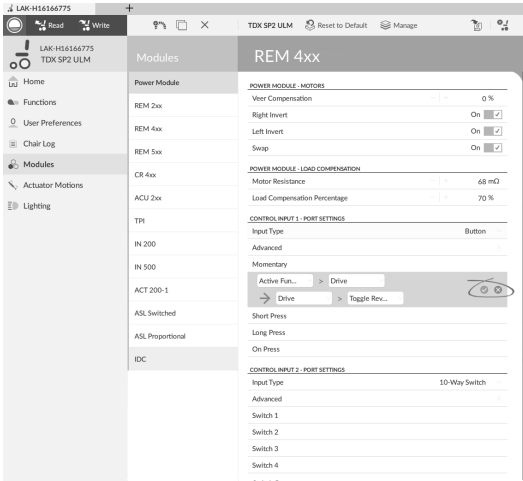 LAK-H16166775
+
Read
Write
TDX SP2 ULM
Reset to Default
Manage
LAK-H16166775
TDX SP2 ULM
Home
Functions
User Preferences
Chair Log
Modules
Actuator Motions
Lighting
Modules
Power Module
REM 2xx
REM 4xx
REM 5xx
CR 4xx
ACU 2xx
TPI
IN 200
IN 500
ACT 200-1
ASL Switched
ASL Proportional
IDC
REM 4xx
POWER MODULE - MOTORS
Veer Compensation 0 %
Right Invert On
Left Invert On
Swap On
POWER MODULE - LOAD COMPENSATION
Motor Resistance 68 mΩ
Load Compensation Percentage 70 %
CONTROL INPUT 1 - PORT SETTINGS
Input Type Button
Advanced
Momentary
Active Fun... > Drive
→ Drive > Toggle Rev...
Short Press
Long Press
On Press
CONTROL INPUT 2 - PORT SETTINGS
Input Type 10-Way Switch
Advanced
Switch 1
Switch 2
Switch 3
Switch 4